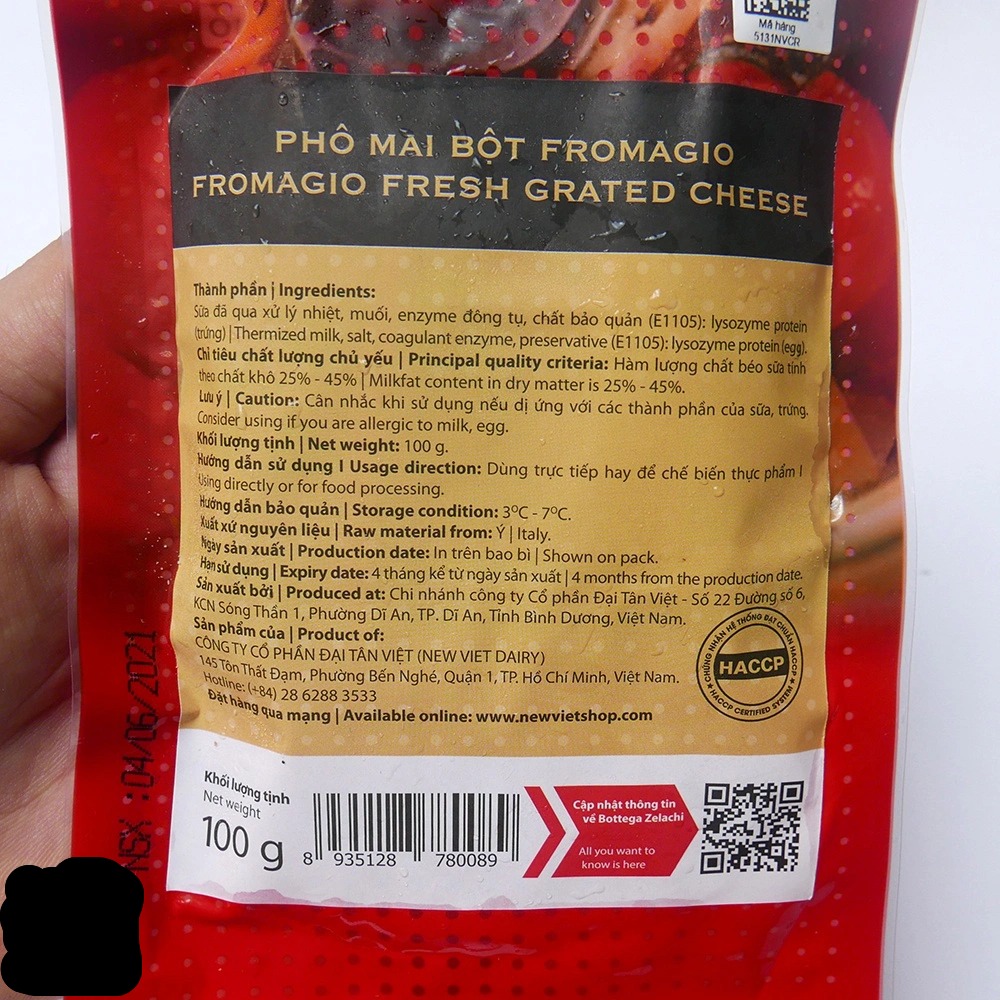 Mã hàng
5131NVCR
PHÔ MAI BỘT FROMAGIO
FROMAGIO FRESH GRATED CHEESE
Thành phần | Ingredients:
Sữa đã qua xử lý nhiệt, muối, enzyme đông tụ, chất bảo quản (E1105): lysozyme protein
(trứng) | Thermized milk, salt, coagulant enzyme, preservative (E1105): lysozyme protein (egg).
Chỉ tiêu chất lượng chủ yếu | Principal quality criteria: Hàm lượng chất béo sữa tính
theo chất khô 25% - 45% | Milkfat content in dry matter is 25% - 45%.
Lưu ý | Caution: Cân nhắc khi sử dụng nếu dị ứng với các thành phần của sữa, trứng.
Consider using if you are allergic to milk, egg.
Khối lượng tịnh | Net weight: 100 g.
Hướng dẫn sử dụng I Usage direction: Dùng trực tiếp hay để chế biến thực phẩm I
Using directly or for food processing.
Hướng dẫn bảo quản | Storage condition: 3⁰C - 7⁰C.
Xuất xứ nguyên liệu | Raw material from: Ý | Italy.
Ngày sản xuất | Production date: In trên bao bì | Shown on pack.
Hạn sử dụng | Expiry date: 4 tháng kể từ ngày sản xuất | 4 months from the production date.
Sản xuất bởi | Produced at: Chi nhánh công ty Cổ phần Đại Tân Việt - Số 22 Đường số 6,
KCN Sóng Thần 1, Phường Dĩ An, TP. Dĩ An, Tỉnh Bình Dương, Việt Nam.
Sản phẩm của | Product of:
CÔNG TY CỔ PHẦN ĐẠI TÂN VIỆT (NEW VIET DAIRY)
145 Tôn Thất Đạm, Phường Bến Nghé, Quận 1, TP. Hồ Chí Minh, Việt Nam.
Hotline: (+84) 28 6288 3533
Đặt hàng qua mạng | Available online: www.newvietshop.com
CHỨNG NHẬN HỆ THỐNG ĐẠT CHUẨN HACCP
HACCP
HACCP CERTIFIED SYSTEM
NSX :04/06/2021
Khối lượng tịnh
Net weight
100 g
8 935128 780089
Cập nhật thông tin
về Bottega Zelachi
All you want to
know is here